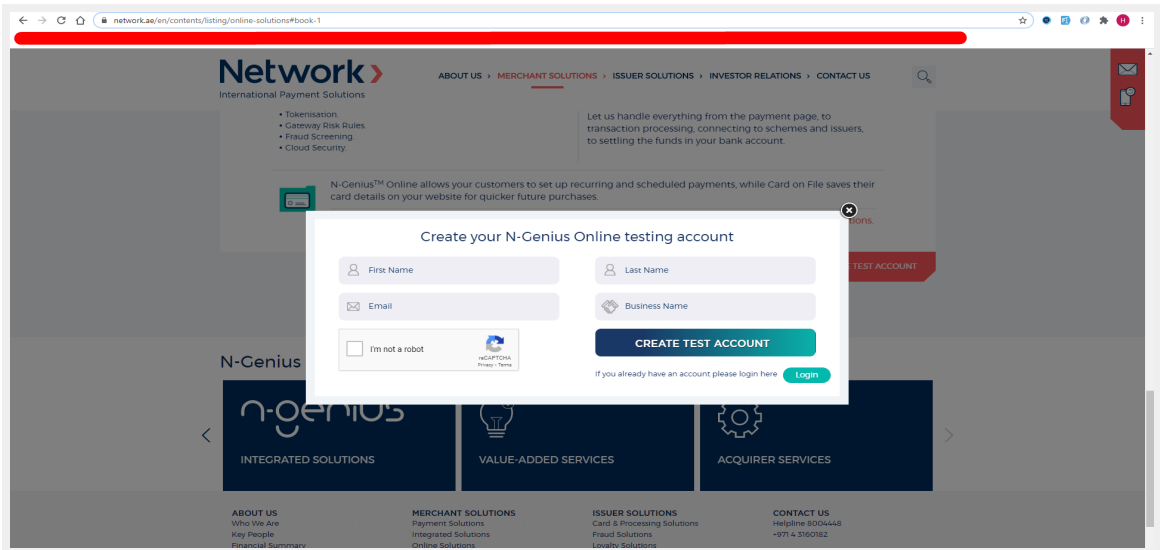 network.ae/en/contents/listing/online-solutions#book-1
H
Network
International Payment Solutions
ABOUT US › MERCHANT SOLUTIONS › ISSUER SOLUTIONS › INVESTOR RELATIONS › CONTACT US
• Tokenisation.
• Gateway Risk Rules.
• Fraud Screening.
• Cloud Security.
Let us handle everything from the payment page, to
transaction processing, connecting to schemes and issuers,
to settling the funds in your bank account.
N-Genius™ Online allows your customers to set up recurring and scheduled payments, while Card on File saves their
card details on your website for quicker future purchases.
tions.
Create your N-Genius Online testing account
First Name
Last Name
Email
Business Name
I'm not a robot
reCAPTCHA
Privacy - Terms
CREATE TEST ACCOUNT
If you already have an account please login here Login
TEST ACCOUNT
N-Genius
n-genius
INTEGRATED SOLUTIONS
VALUE-ADDED SERVICES
ACQUIRER SERVICES
ABOUT US
Who We Are
Key People
Financial Summary
MERCHANT SOLUTIONS
Payment Solutions
Integrated Solutions
Online Solutions
ISSUER SOLUTIONS
Card & Processing Solutions
Fraud Solutions
Loyalty Solutions
CONTACT US
Helpline 8004448
+971 4 3160182